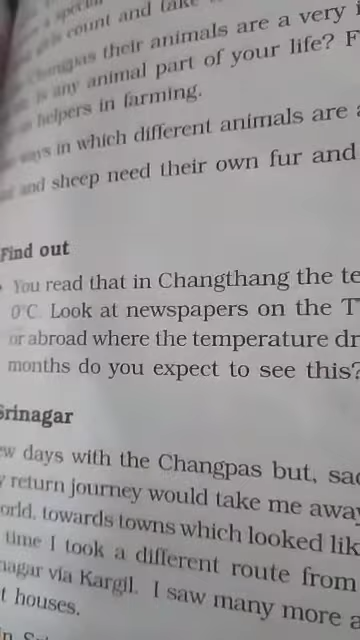 a special
count and take
Changpas their animals are a very i
is any animal part of your life? F
helpers in farming.
ways in which different animals are a
and sheep need their own fur and
Find out
You read that in Changthang the te
0°C. Look at newspapers on the T
or abroad where the temperature dr
months do you expect to see this?
Srinagar
ew days with the Changpas but, sad
y return journey would take me away
orld, towards towns which looked lik
time I took a different route from
nagar via Kargil. I saw many more a
t houses.